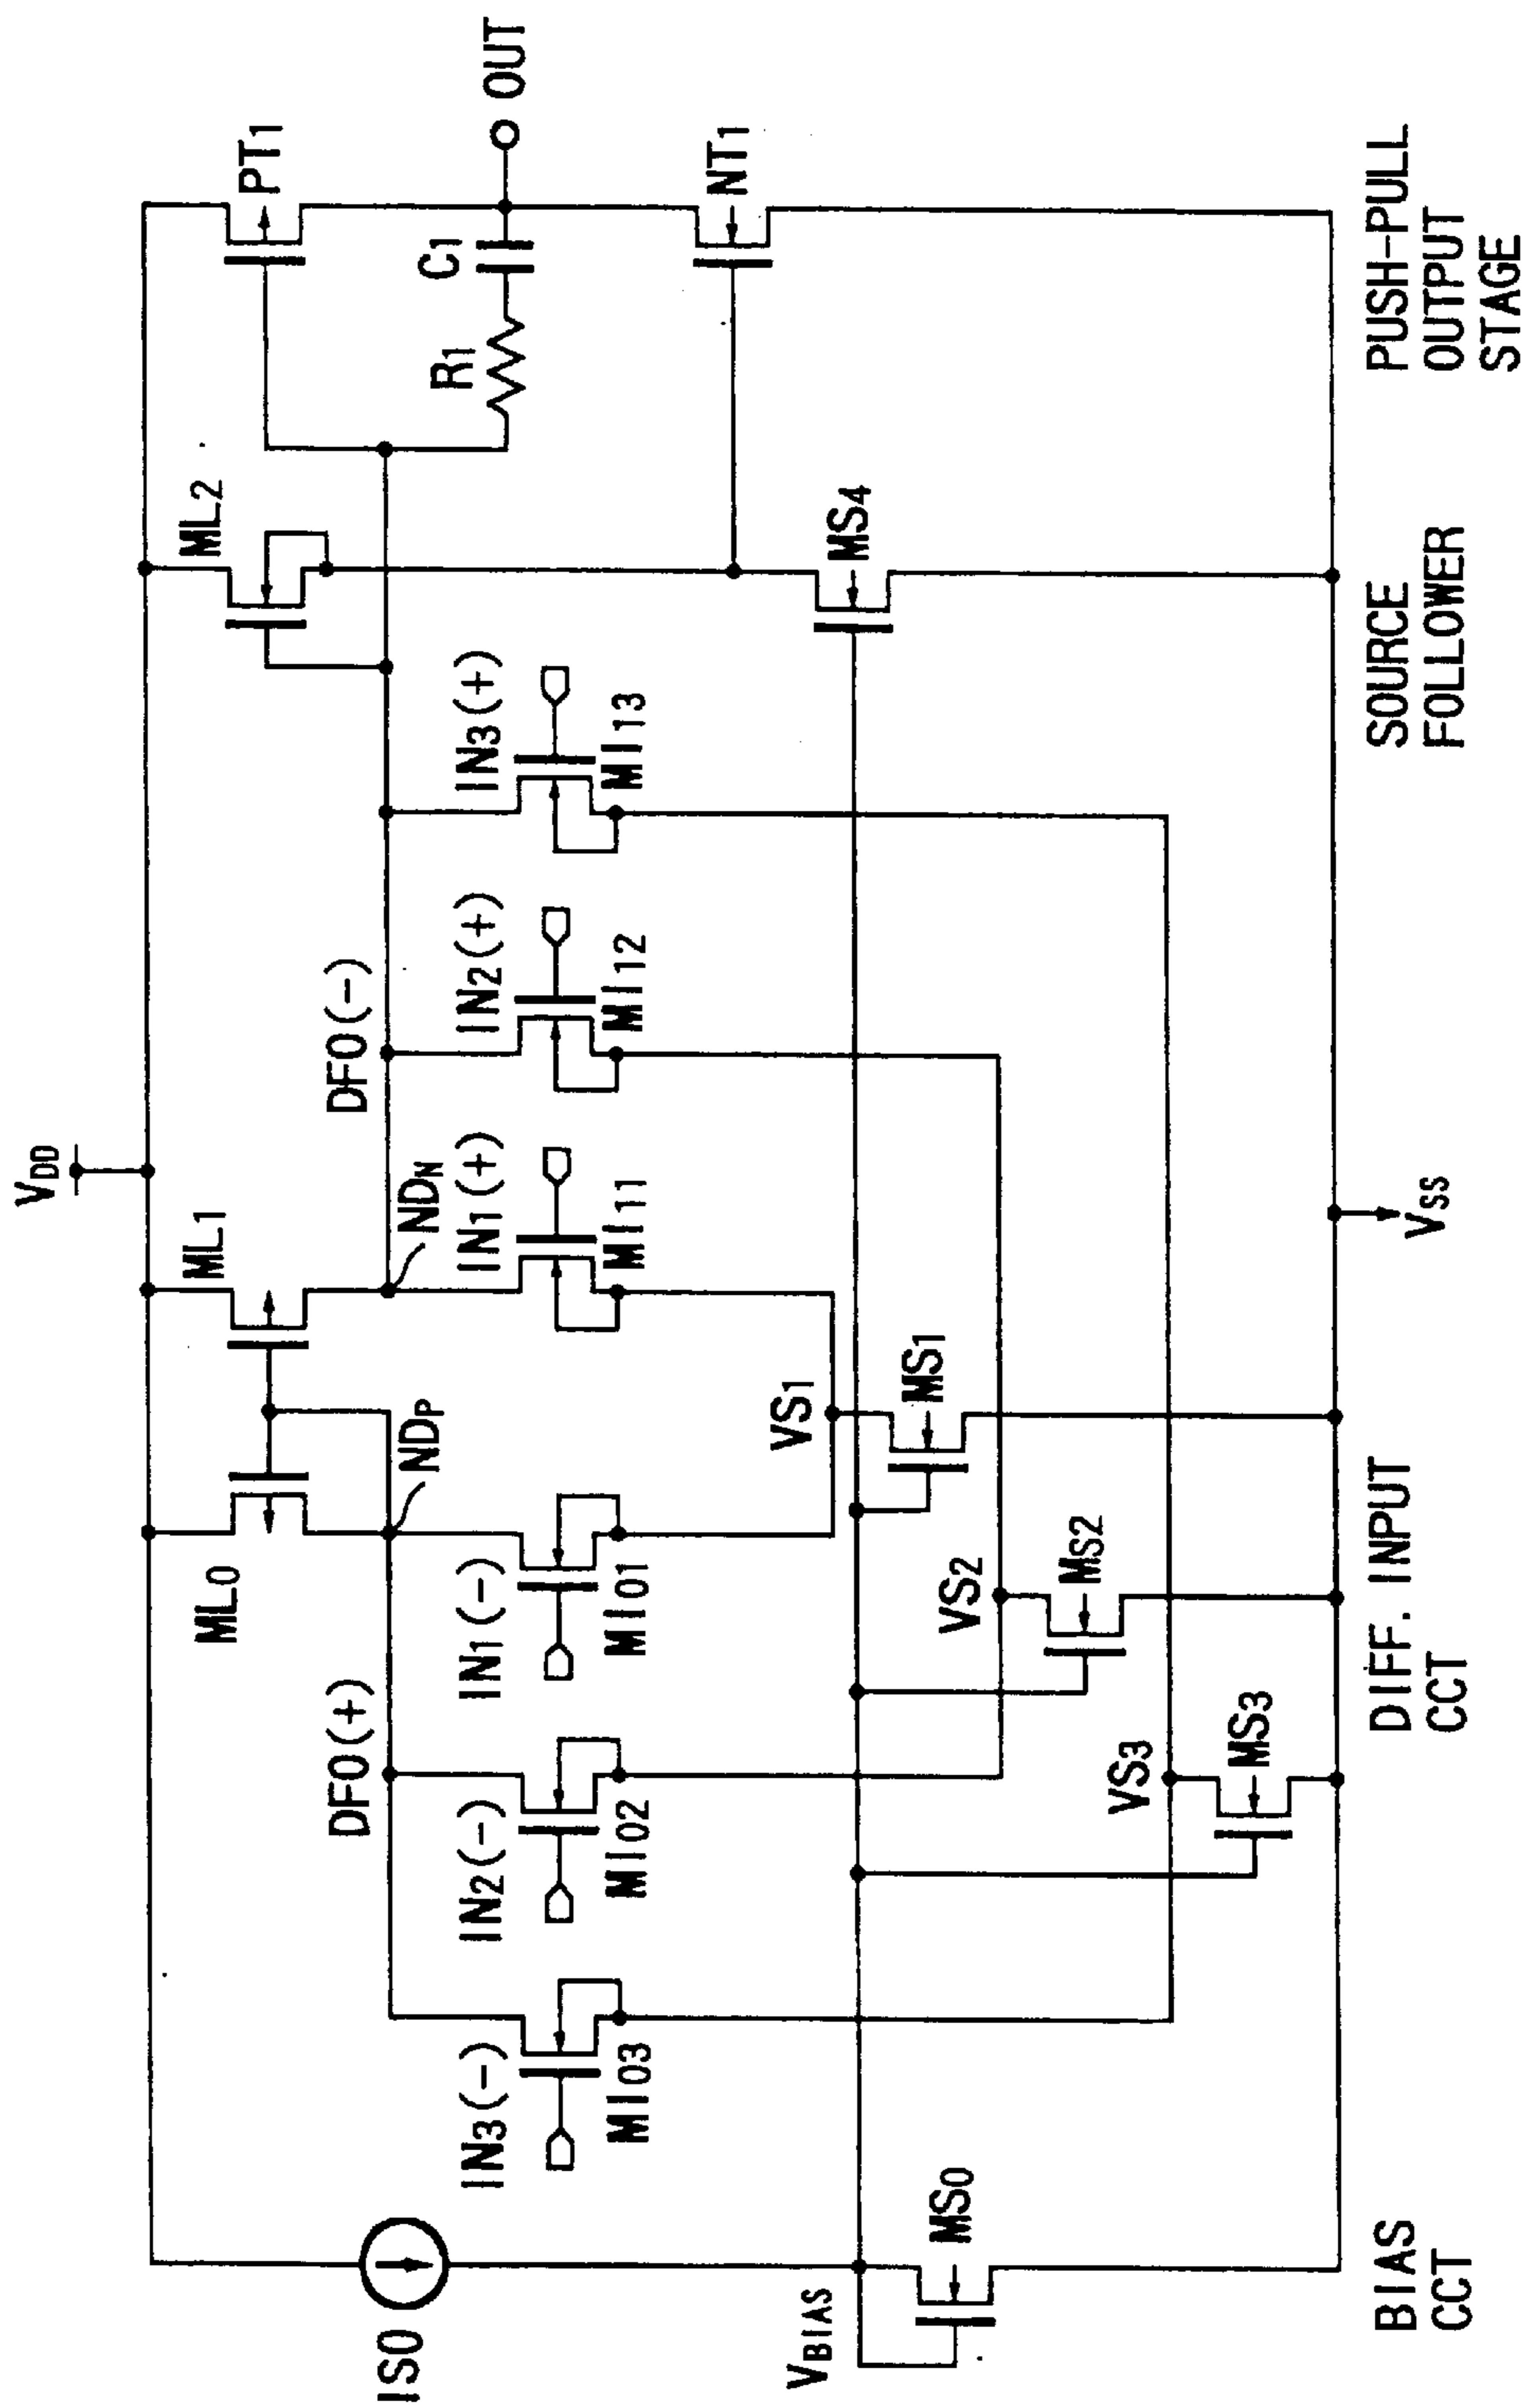 VDD
ML0
ML1
ML2
PT1
IS0
DFO(+)
NDP
NDN
DFO(-)
C1
R1
OUT
IN3(-)
IN2(-)
IN1(-)
IN1(+)
IN2(+)
IN3(+)
MI03
MI02
MI01
MI11
MI12
MI13
NT1
VBIAS
MS0
VS1
MS1
MS4
VS2
MS2
VS3
MS3
VSS
BIAS
CCT
DIFF. INPUT
CCT
SOURCE
FOLLOWER
PUSH-PULL
OUTPUT
STAGE